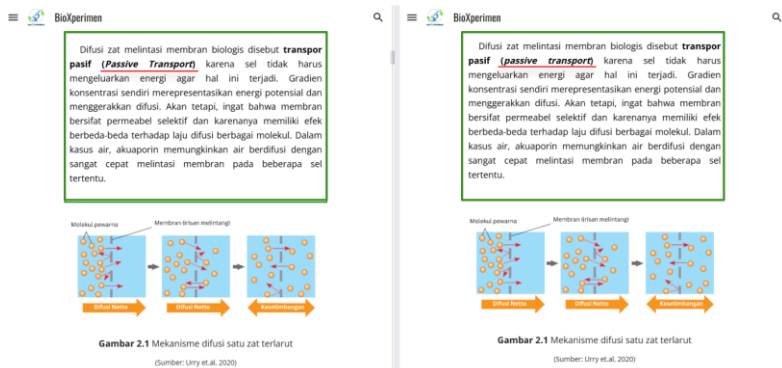 BioXperimen
Difusi zat melintasi membran biologis disebut transpor
pasif (Passive Transport) karena sel tidak harus
mengeluarkan energi agar hal ini terjadi. Gradien
konsentrasi sendiri merepresentasikan energi potensial dan
menggerakkan difusi. Akan tetapi, ingat bahwa membran
bersifat permeabel selektif dan karenanya memiliki efek
berbeda-beda terhadap laju difusi berbagai molekul. Dalam
kasus air, akuaporin memungkinkan air berdifusi dengan
sangat cepat melintasi membran pada beberapa sel
tertentu.
Molekul pewarna
Membran (irisan melintang)
Difusi Netto
Difusi Netto
Kesetimbangan
Gambar 2.1 Mekanisme difusi satu zat terlarut
(Sumber: Urry et.al, 2020)
BioXperimen
Difusi zat melintasi membran biologis disebut transpor
pasif (passive transport) karena sel tidak harus
mengeluarkan energi agar hal ini terjadi. Gradien
konsentrasi sendiri merepresentasikan energi potensial dan
menggerakkan difusi. Akan tetapi, ingat bahwa membran
bersifat permeabel selektif dan karenanya memiliki efek
berbeda-beda terhadap laju difusi berbagai molekul. Dalam
kasus air, akuaporin memungkinkan air berdifusi dengan
sangat cepat melintasi membran pada beberapa sel
tertentu.
Molekul pewarna
Membran (irisan melintang)
Difusi Netto
Difusi Netto
Kesetimbangan
Gambar 2.1 Mekanisme difusi satu zat terlarut
(Sumber: Urry et.al, 2020)